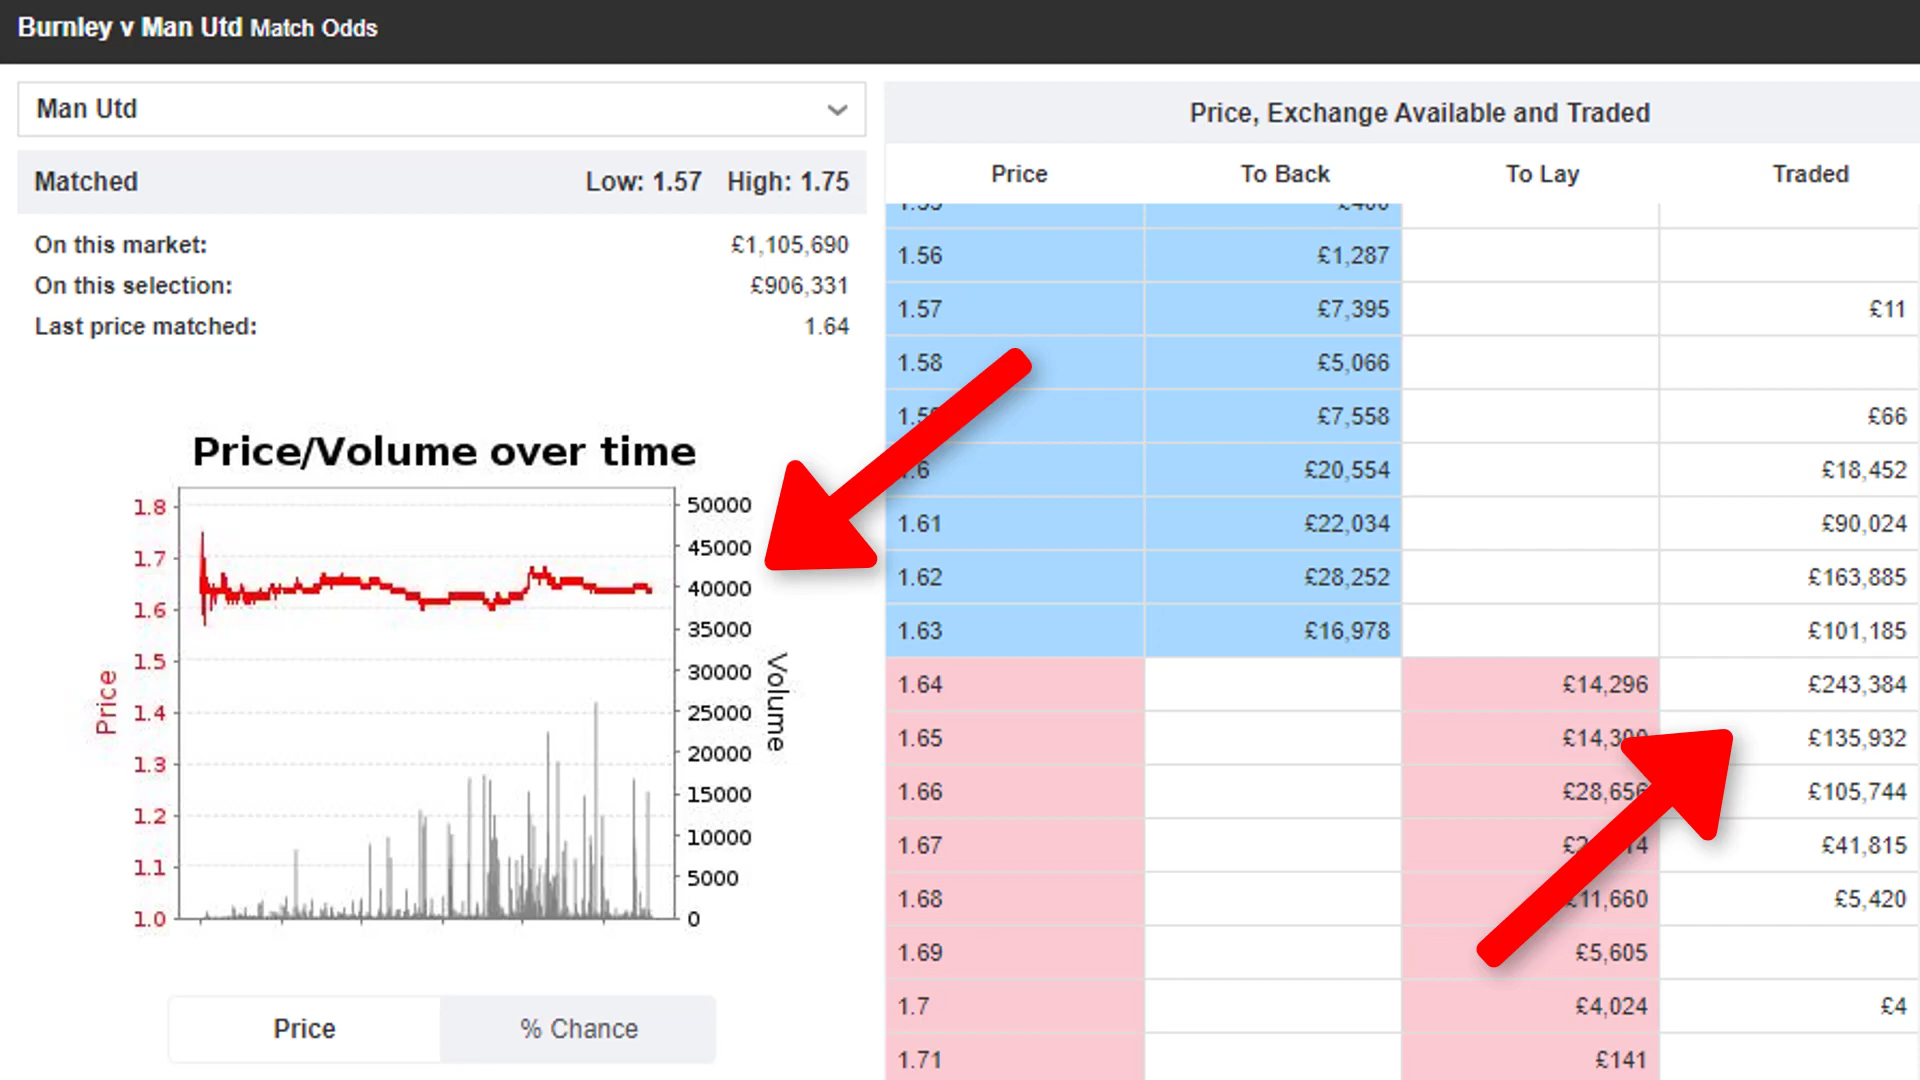 Burnley v Man Utd Match Odds
Man Utd
Matched Low: 1.57 High: 1.75
On this market: £1,105,690
On this selection: £906,331
Last price matched: 1.64
Price/Volume over time
1.8
1.7
1.6
1.5
1.4
1.3
1.2
1.1
1.0
Price
50000
45000
40000
35000
30000
25000
20000
15000
10000
5000
0
Volume
Price % Chance
Price, Exchange Available and Traded
Price To Back To Lay Traded
1.56 £1,287
1.57 £7,395 £11
1.58 £5,066
£7,558 £66
£20,554 £18,452
1.61 £22,034 £90,024
1.62 £28,252 £163,885
1.63 £16,978 £101,185
1.64 £14,296 £243,384
1.65 £135,932
1.66 £28,656 £105,744
1.67 £41,815
1.68 £11,660 £5,420
1.69 £5,605
1.7 £4,024 £4
1.71 £141